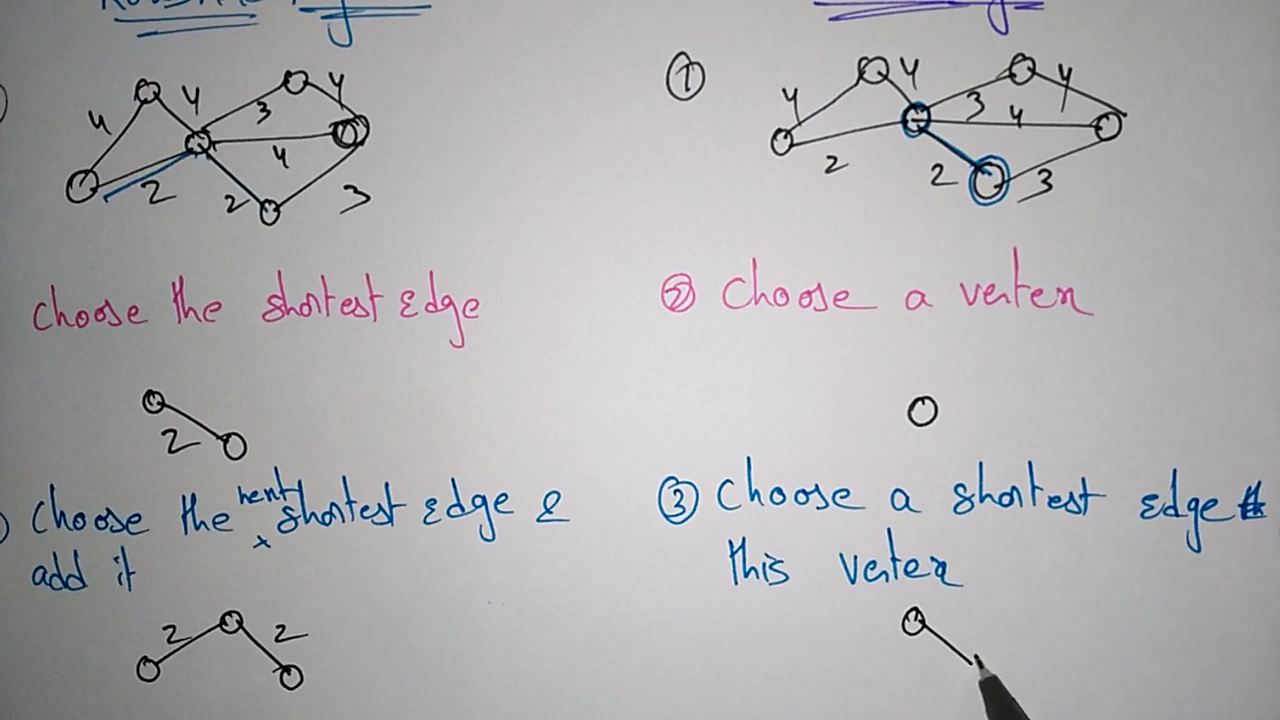 4 4 3 4
4
2 2 3
choose the shortest Edge
2
choose the next shortest Edge &
add it
2 2
①
4 4 3 4
4
2 2 3
② choose a vertex
③ choose a shortest Edge
this vertex